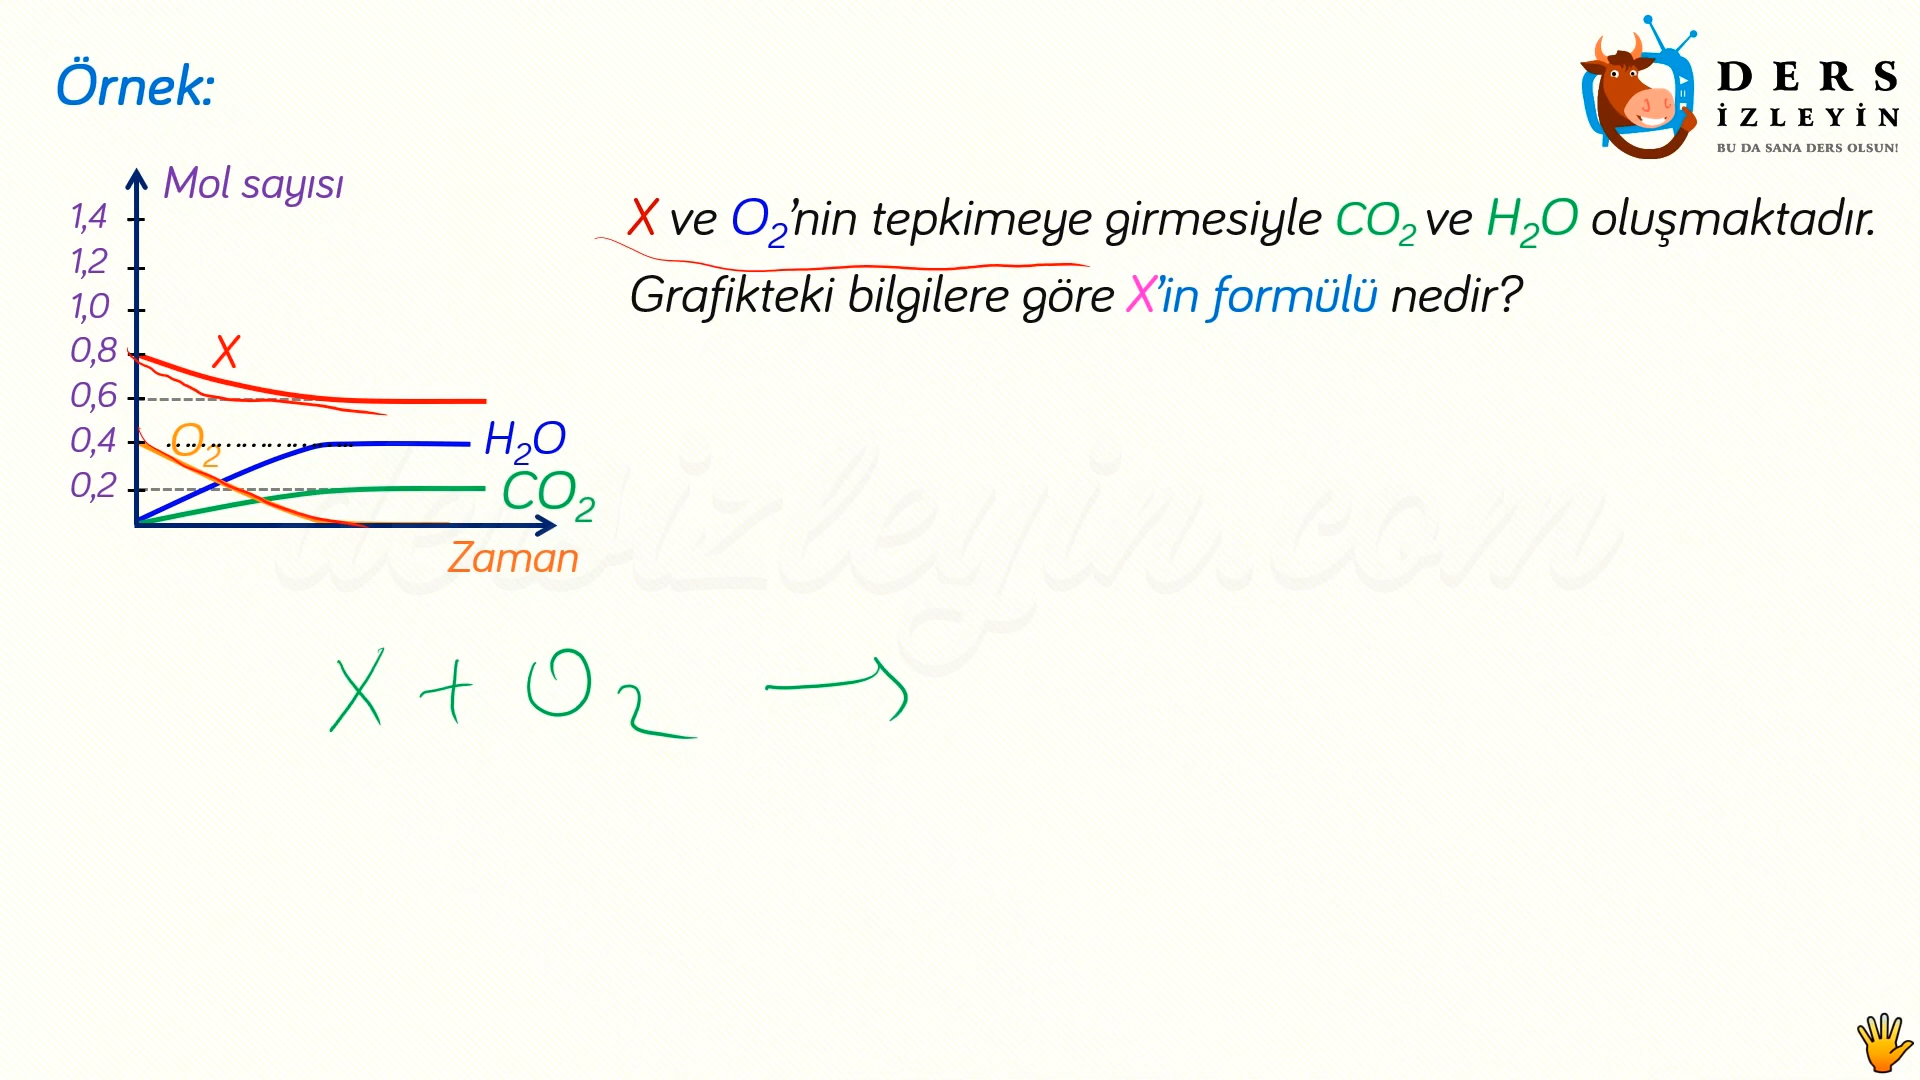 Örnek:
DERS
İZLEYİN
BU DA SANA DERS OLSUN!
Mol sayısı
1,4
1,2
1,0
0,8
0,6
0,4
0,2
X
O₂
H₂O
CO₂
Zaman
X ve O₂'nin tepkimeye girmesiyle CO₂ ve H₂O oluşmaktadır.
Grafikteki bilgilere göre X'in formülü nedir?
dersizleyin.com
X + O₂ →